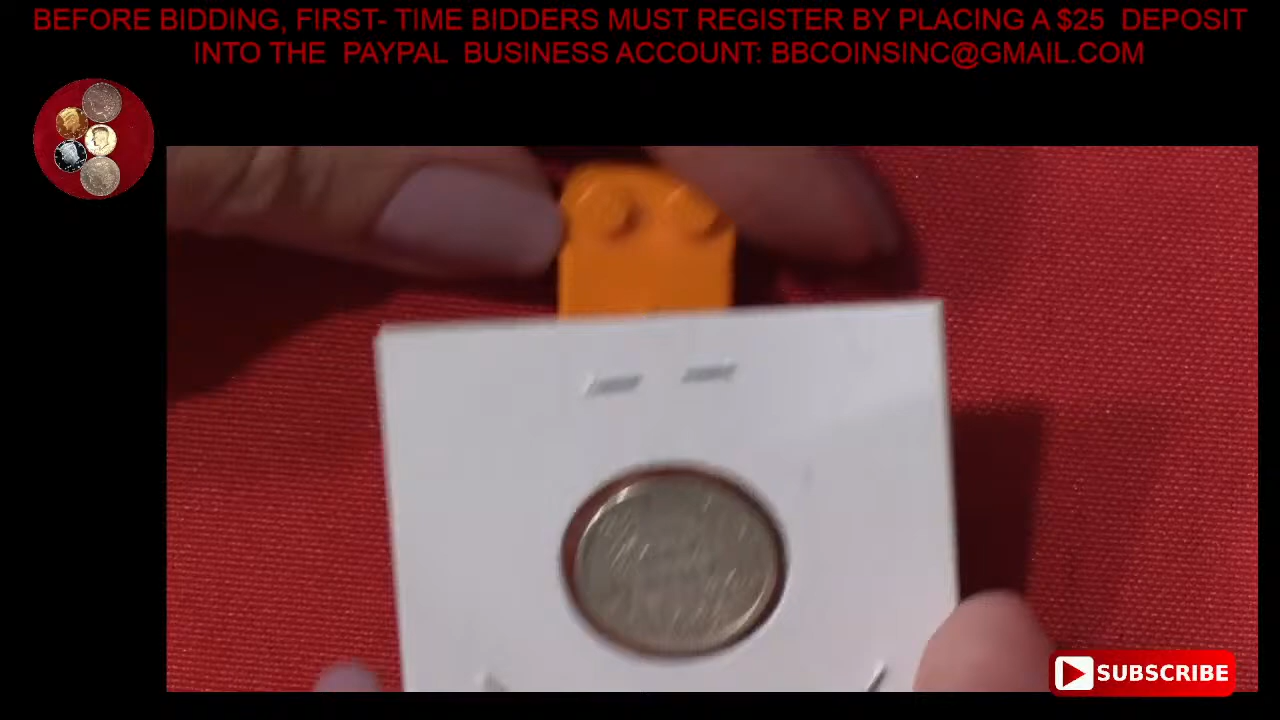 BEFORE BIDDING, FIRST- TIME BIDDERS MUST REGISTER BY PLACING A $25 DEPOSIT
INTO THE PAYPAL BUSINESS ACCOUNT: BBCOINSINC@GMAIL.COM
SUBSCRIBE